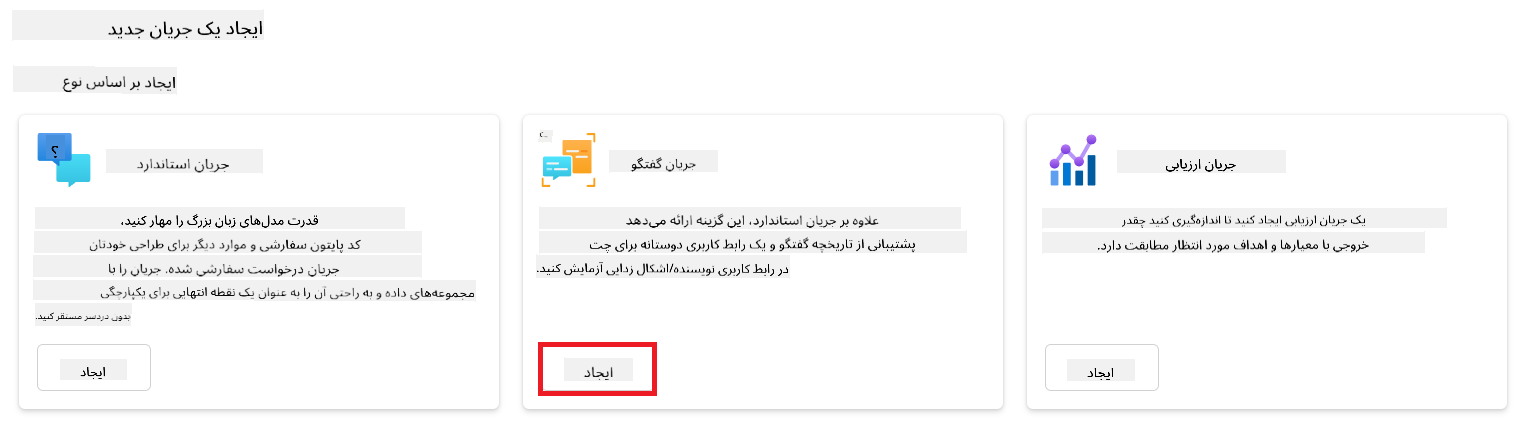 ایجاد یک جریان جدید
ایجاد بر اساس نوع
؟
جریان استاندارد
قدرت مدل‌های زبان بزرگ را مهار کنید،
کد پایتون سفارشی و موارد دیگر برای طراحی خودتان
جریان درخواست سفارشی شده. جریان را با
مجموعه‌های داده و به راحتی آن را به عنوان یک نقطه انتهایی برای یکپارچگی
بدون دردسر مستقر کنید.
ایجاد
جریان گفتگو
علاوه بر جریان استاندارد، این گزینه ارائه می‌دهد
پشتیبانی از تاریخچه گفتگو و یک رابط کاربری دوستانه برای چت
در رابط کاربری نویسنده/اشکال زدایی آزمایش کنید.
ایجاد
جریان ارزیابی
یک جریان ارزیابی ایجاد کنید تا اندازه‌گیری کنید چقدر
خروجی با معیارها و اهداف مورد انتظار مطابقت دارد.
ایجاد